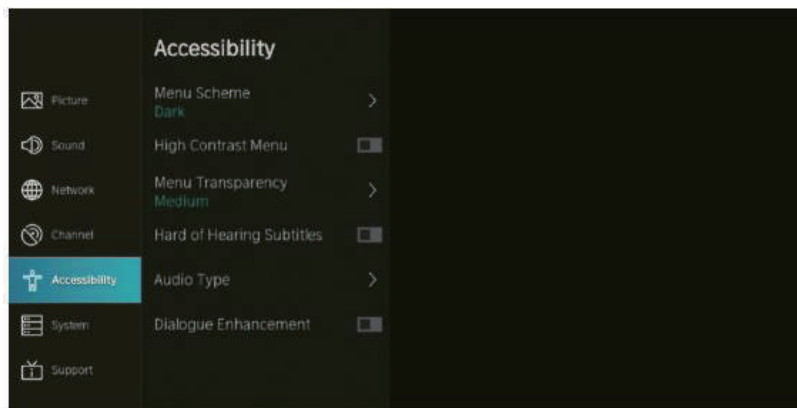 Accessibility
Picture
Sound
Network
Channel
Accessibility
System
Support
Menu Scheme
Dark
High Contrast Menu
Menu Transparency
Medium
Hard of Hearing Subtitles
Audio Type
Dialogue Enhancement